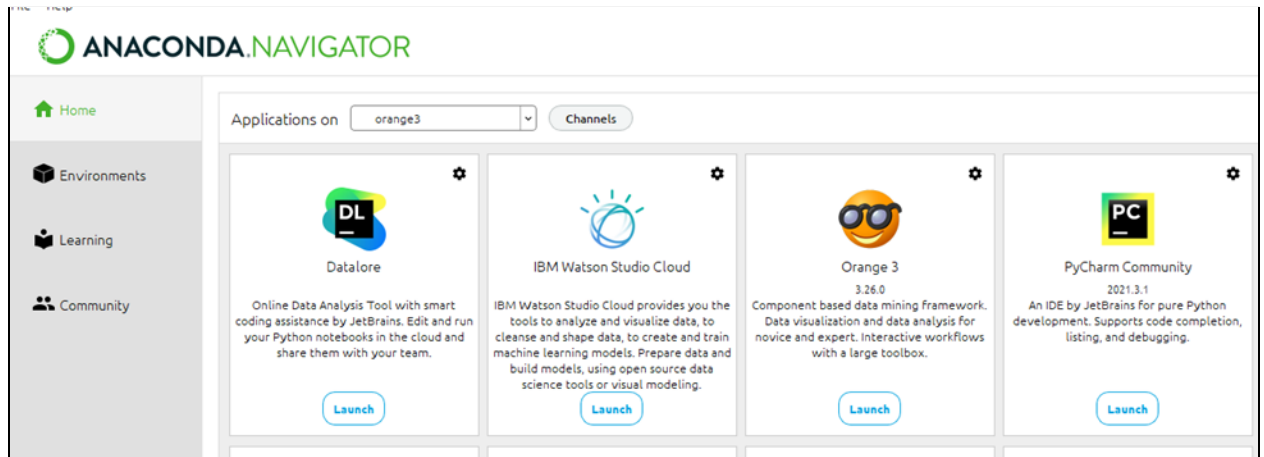 ANACONDA.NAVIGATOR
Home
Applications on orange3 Channels
Environments
Learning
Community
DL
Datalore
Online Data Analysis Tool with smart
coding assistance by JetBrains. Edit and run
your Python notebooks in the cloud and
share them with your team.
Launch
IBM Watson Studio Cloud
IBM Watson Studio Cloud provides you the
tools to analyze and visualize data, to
cleanse and shape data, to create and train
machine learning models. Prepare data and
build models, using open source data
science tools or visual modeling.
Launch
Orange 3
3.26.0
Component based data mining framework.
Data visualization and data analysis for
novice and expert. Interactive workflows
with a large toolbox.
Launch
PC
PyCharm Community
2021.3.1
An IDE by JetBrains for pure Python
development. Supports code completion,
listing, and debugging.
Launch